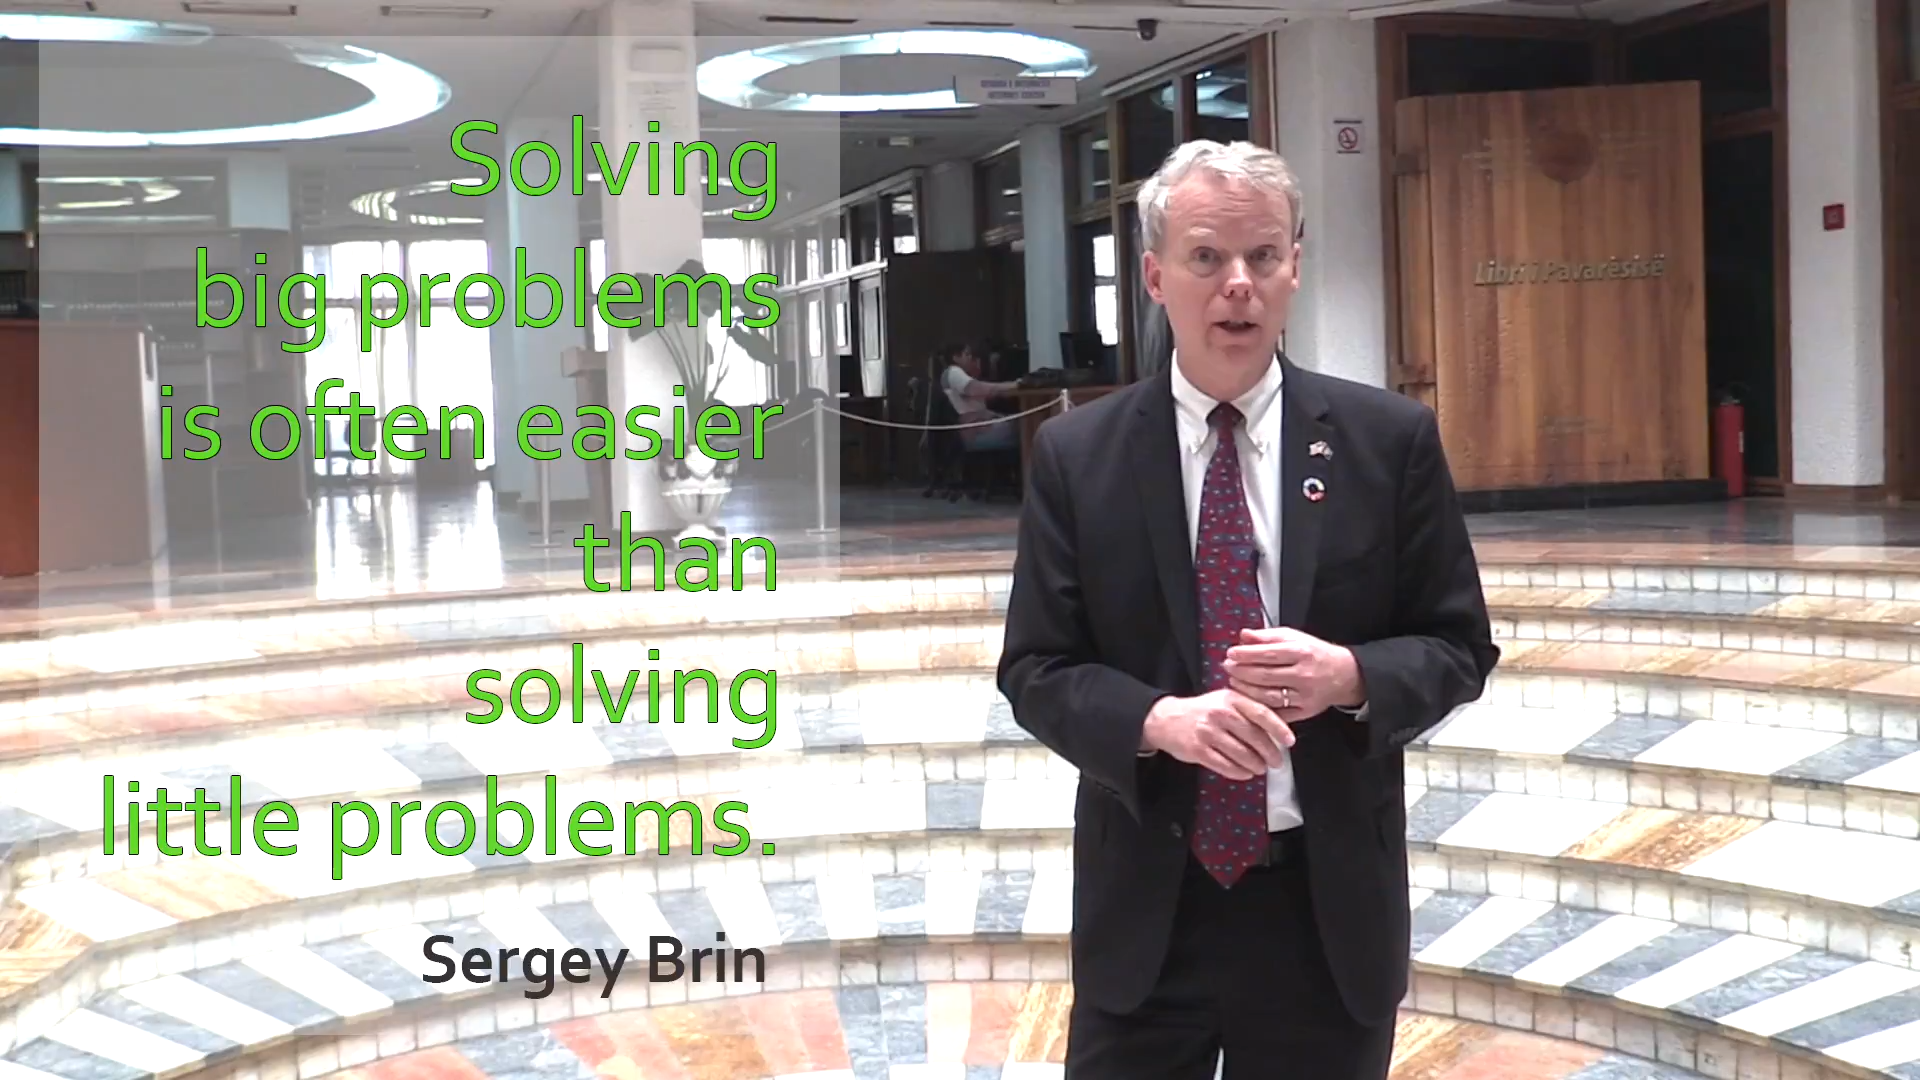 Solving
big problems
is often easier
than
solving
little problems.
Sergey Brin
Libri i Pavarësisë